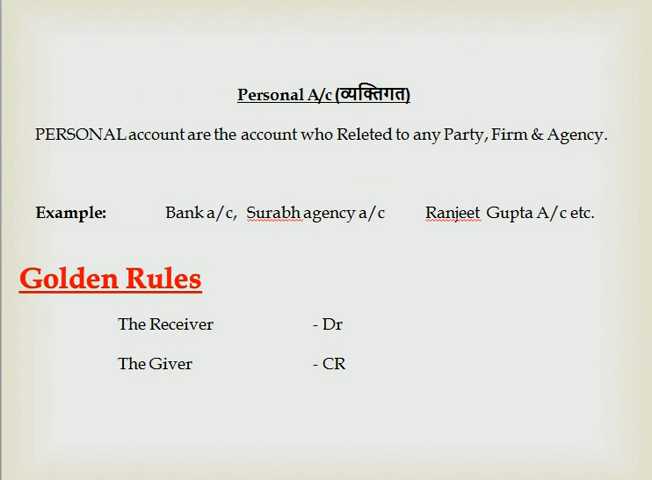 Personal A/c (व्यक्तिगत)
PERSONAL account are the account who Releted to any Party, Firm & Agency.
Example: Bank a/c, Surabh agency a/c Ranjeet Gupta A/c etc.
Golden Rules
The Receiver - Dr
The Giver - CR